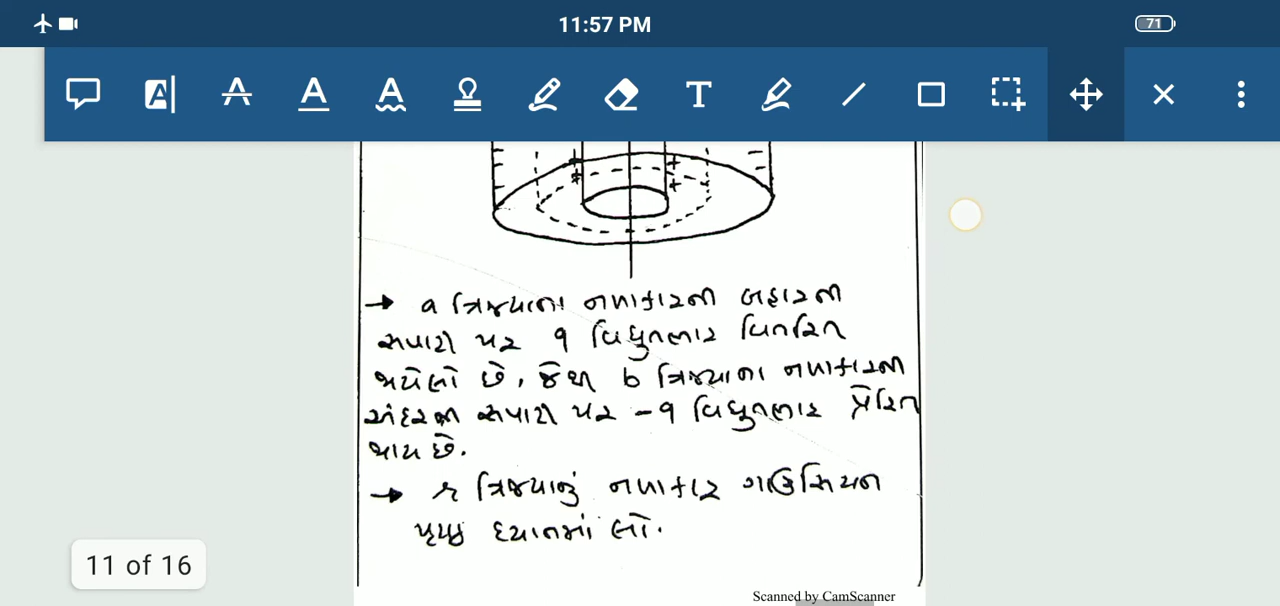 11:57 PM
71
A A A A T
→ a ત્રિજ્યાના નળાકારની બહારની
સપાટી પર q વિધુતભાર વિતરિત
થયેલો છે, જેથી b ત્રિજ્યાના નળાકારની
અંદરની સપાટી પર -q વિધુતભાર પ્રેરિત
થાય છે.
→ r ત્રિજ્યાનું નળાકાર ગાઉસિયન
પૃષ્ઠ ધ્યાનમાં લો.
11 of 16
Scanned by CamScanner